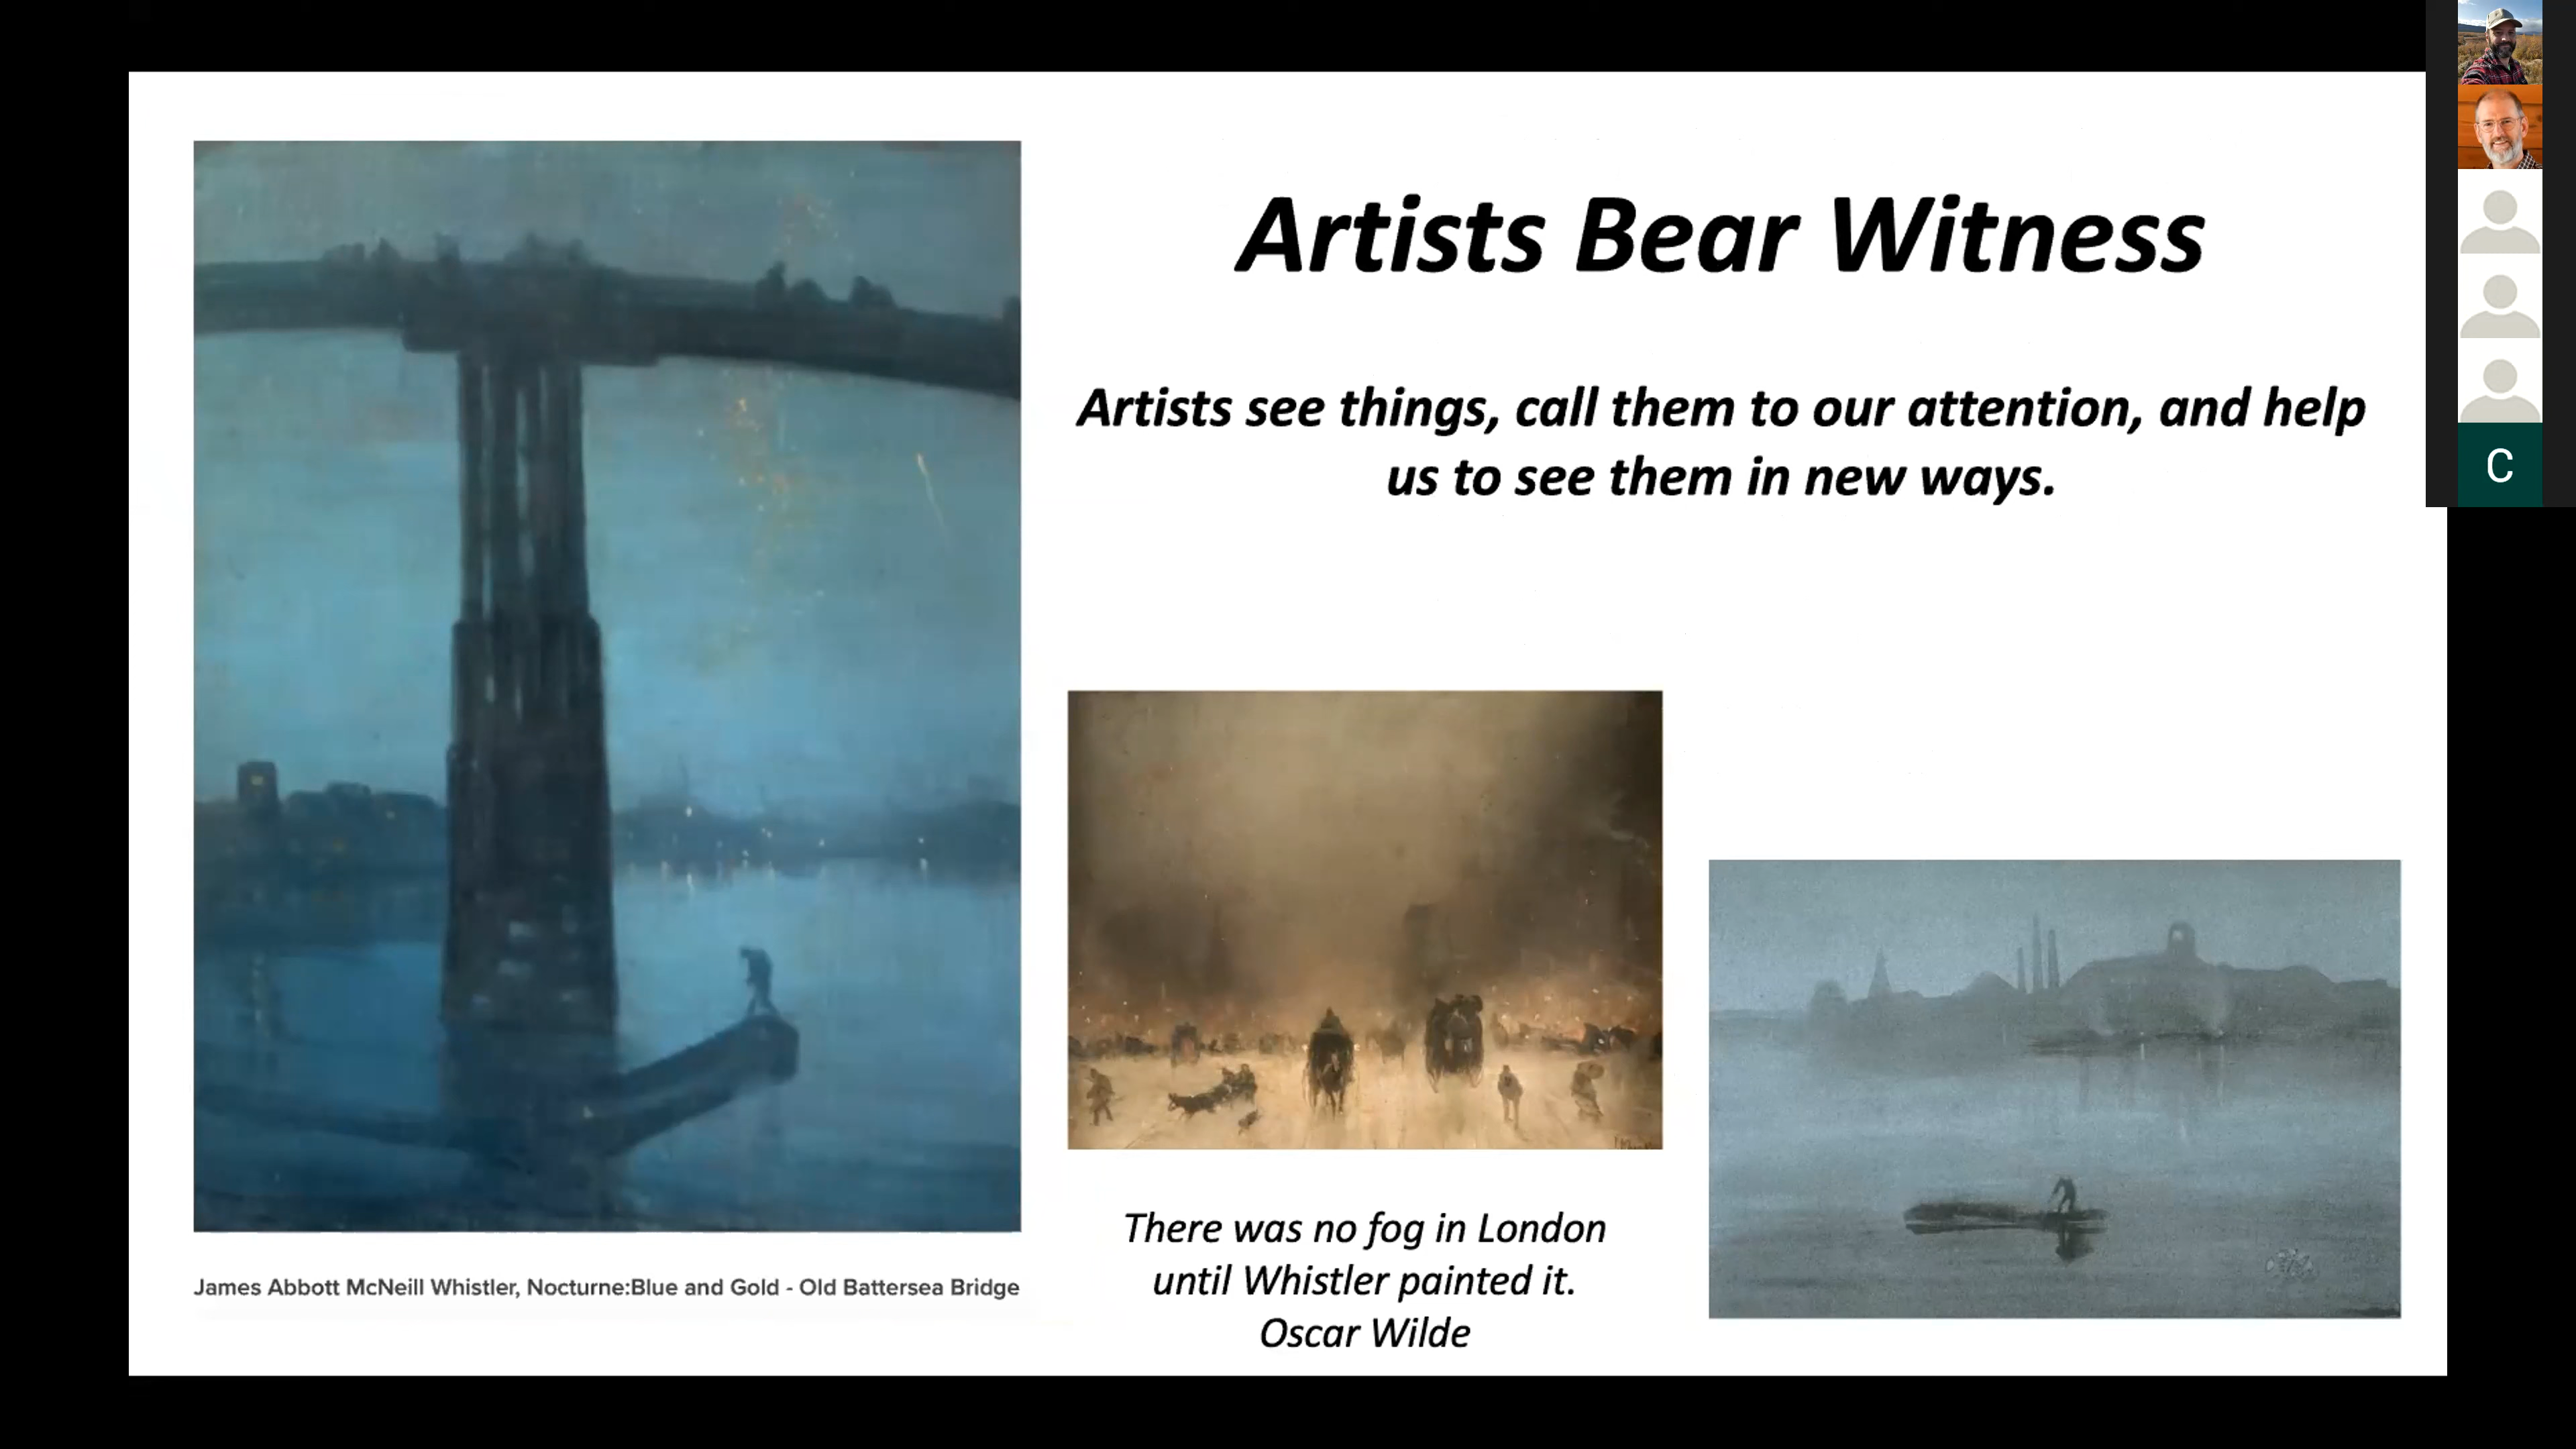 Artists Bear Witness
Artists see things, call them to our attention, and help
us to see them in new ways.
C
James Abbott McNeill Whistler, Nocturne:Blue and Gold - Old Battersea Bridge
There was no fog in London
until Whistler painted it.
Oscar Wilde